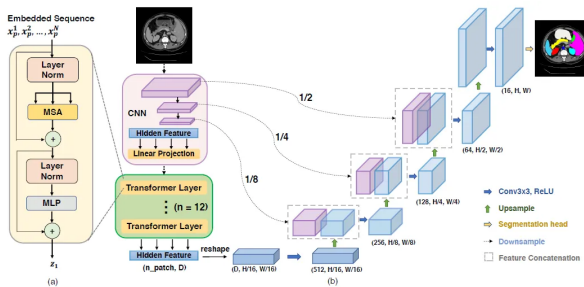 Embedded Sequence
x_p^1, x_p^2, ..., x_p^N
Layer Norm
MSA
+
Layer Norm
MLP
+
z_1
(a)
CNN
Hidden Feature
Linear Projection
Transformer Layer
(n = 12)
Transformer Layer
Hidden Feature
(n_patch, D)
reshape
(D, H/16, W/16)
(512, H/16, W/16)
(b)
1/2
1/4
1/8
(256, H/8, W/8)
(128, H/4, W/4)
(64, H/2, W/2)
(16, H, W)
Conv3x3, ReLU
Upsample
Segmentation head
Downsample
Feature Concatenation